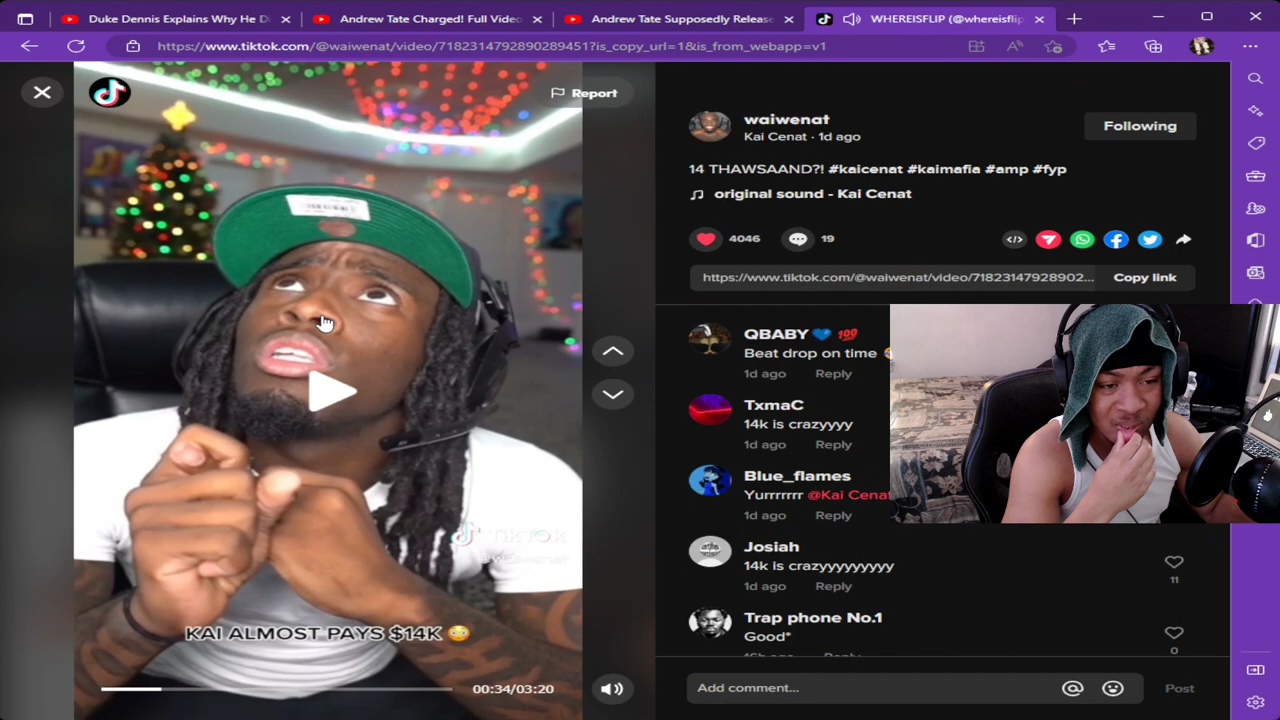 Duke Dennis Explains Why He D
Andrew Tate Charged! Full Video
Andrew Tate Supposedly Release
WHEREISFLIP (@whereisflip
https://www.tiktok.com/@waiwenat/video/7182314792890289451?is_copy_url=1&is_from_webapp=v1
Report
waiwenat
Kai Cenat · 1d ago
Following
14 THAWSAAND?! #kaicenat #kaimafia #amp #fyp
original sound - Kai Cenat
4046
19
https://www.tiktok.com/@waiwenat/video/71823147928902...
Copy link
QBABY💙 💯
Beat drop on time
1d ago
Reply
TxmaC
14k is crazyyyy
1d ago
Reply
Blue_flames
Yurrrrrrr @Kai Cenat
1d ago
Reply
Josiah
14k is crazyyyyyyyyy
1d ago
Reply
11
Trap phone No.1
Good*
0
TikTok
KAI ALMOST PAYS $14K 😳
00:34/03:20
Add comment...
Post